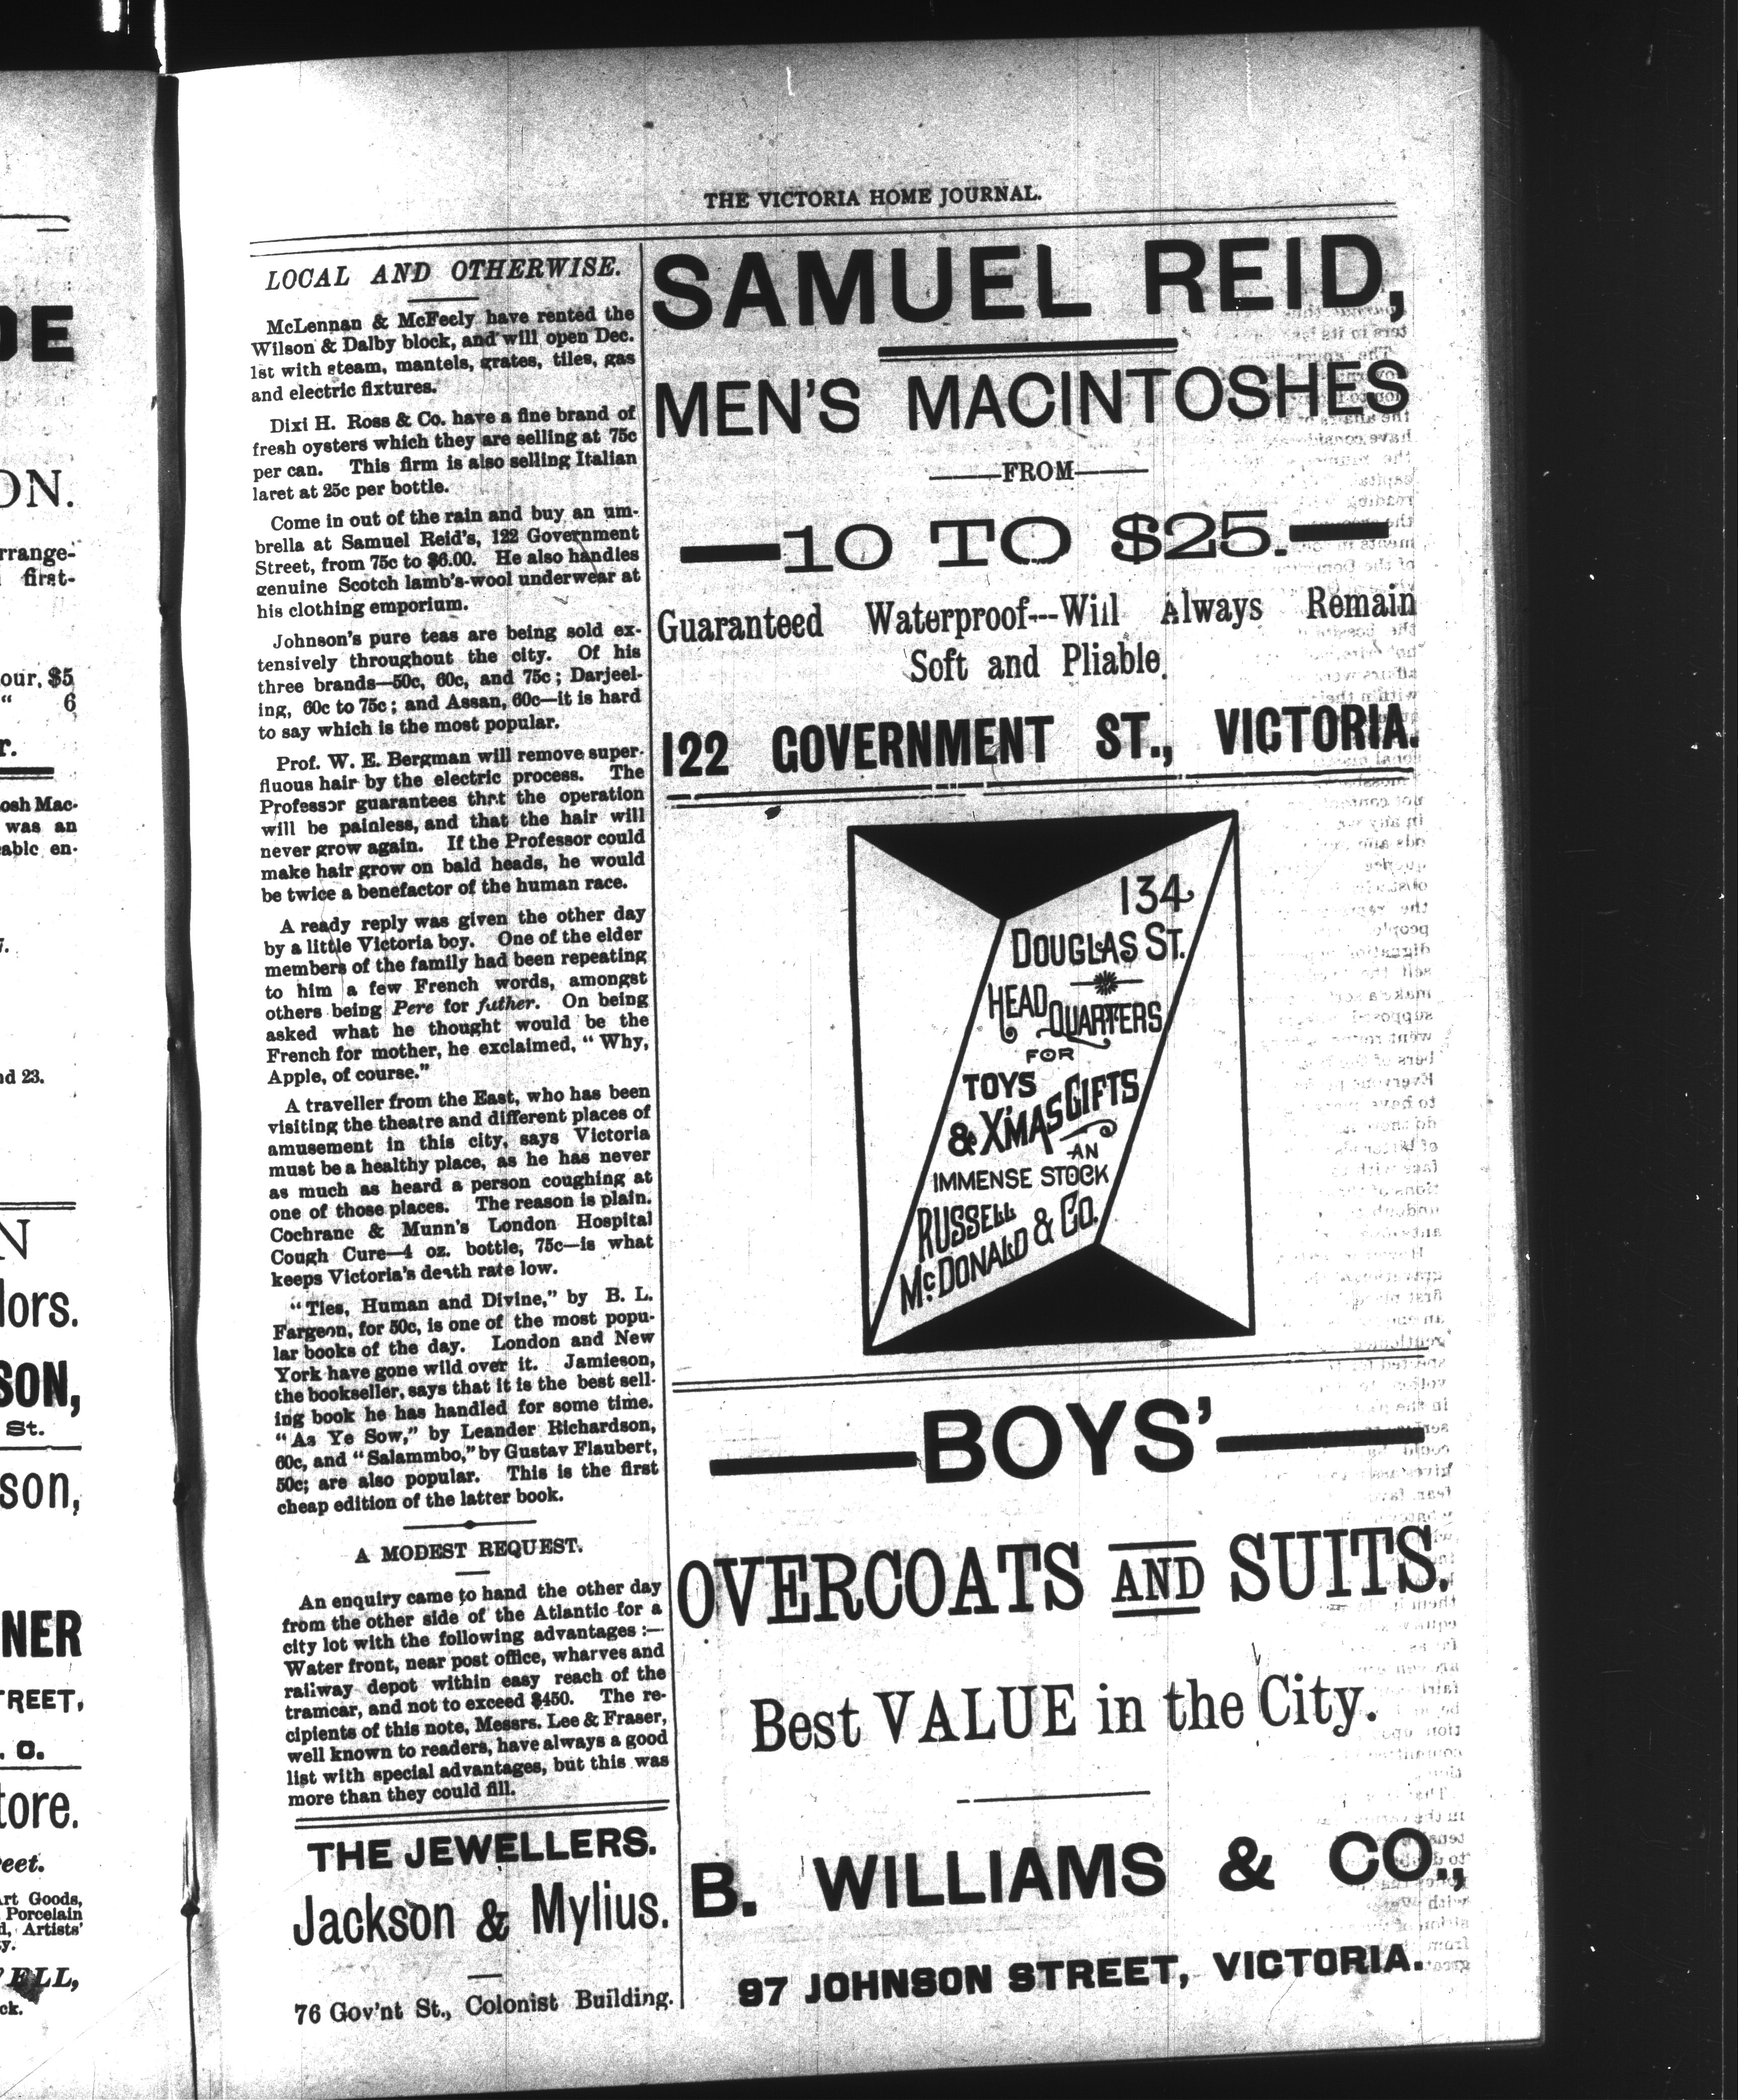 THE VICTORIA HOME JOURNAL.
LOCAL AND OTHERWISE.
McLennan & McFeely have rented the
Wilson & Dalby block, and will open Dec.
1st with steam, mantels, grates, tiles, gas
and electric fixtures.
Dixi H. Ross & Co. have a fine brand of
fresh oysters which they are selling at 75c
per can. This firm is also selling Italian
laret at 25c per bottle.
Come in out of the rain and buy an um-
brella at Samuel Reid's, 122 Government
Street, from 75c to $6.00. He also handles
genuine Scotch lamb's-wool underwear at
his clothing emporium.
Johnson's pure teas are being sold ex-
tensively throughout the city. Of his
three brands—50c, 60c, and 75c; Darjeel-
ing, 60c to 75c; and Assan, 60c—it is hard
to say which is the most popular.
Prof. W. E. Bergman will remove super-
fluous hair by the electric process. The
Professor guarantees that the operation
will be painless, and that the hair will
never grow again. If the Professor could
make hair grow on bald heads, he would
be twice a benefactor of the human race.
A ready reply was given the other day
by a little Victoria boy. One of the elder
members of the family had been repeating
to him a few French words, amongst
others being Pere for futher. On being
asked what he thought would be the
French for mother, he exclaimed, "Why,
Apple, of course."
A traveller from the East, who has been
visiting the theatre and different places of
amusement in this city, says Victoria
must be a healthy place, as he has never
as much as heard a person coughing at
one of those places. The reason is plain.
Cochrane & Munn's London Hospital
Cough Cure—4 oz. bottle, 75c—is what
keeps Victoria's death rate low.
"Ties, Human and Divine," by B. L.
Fargeon, for 50c, is one of the most popu-
lar books of the day. London and New
York have gone wild over it. Jamieson,
the bookseller, says that it is the best sell-
ing book he has handled for some time.
"As Ye Sow," by Leander Richardson,
60c, and "Salammbo," by Gustav Flaubert,
50c; are also popular. This is the first
cheap edition of the latter book.
A MODEST REQUEST.
An enquiry came to hand the other day
from the other side of the Atlantic for a
city lot with the following advantages :—
Water front, near post office, wharves and
railway depot within easy reach of the
tramcar, and not to exceed $450. The re-
cipients of this note, Messrs. Lee & Fraser,
well known to readers, have always a good
list with special advantages, but this was
more than they could fill.
THE JEWELLERS.
Jackson & Mylius.
76 Gov'nt St., Colonist Building.
SAMUEL REID,
MEN'S MACINTOSHES
—FROM—
—10 TO $25.—
Guaranteed Waterproof---Will Always Remain
Soft and Pliable.
122 GOVERNMENT ST., VICTORIA.
134
DOUGLAS ST.
HEAD QUARTERS
FOR
TOYS
& X'MAS GIFTS
AN
IMMENSE STOCK
RUSSELL
McDONALD & CO.
—BOYS'—
OVERCOATS AND SUITS.
Best VALUE in the City.
B. WILLIAMS & CO.,
97 JOHNSON STREET, VICTORIA.
DE
ON.
rrange-
first-
our, $5
" 6
r.
osh Mac-
was an
able en-
nd 23.
N
lors.
SON,
St.
son,
NER
TREET,
. O.
tore.
eet.
Art Goods,
Porcelain
d, Artists'
y.
ELL,
ck.